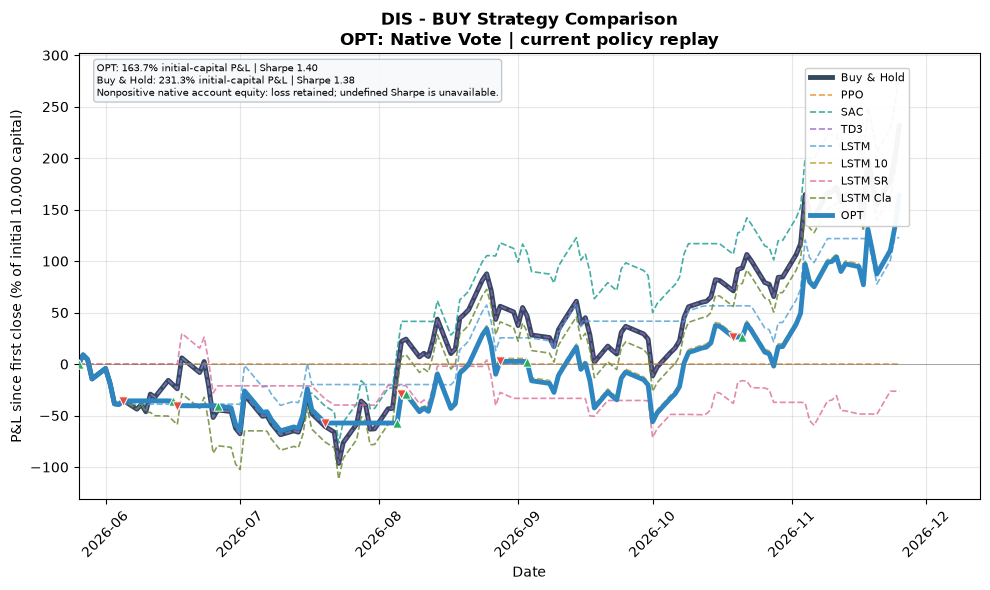 DIS - BUY Strategy Comparison
OPT: Native Vote | current policy replay
OPT: 163.7% initial-capital P&L | Sharpe 1.40
Buy & Hold: 231.3% initial-capital P&L | Sharpe 1.38
Nonpositive native account equity: loss retained; undefined Sharpe is unavailable.
Buy & Hold
PPO
SAC
TD3
LSTM
LSTM 10
LSTM SR
LSTM Cla
OPT
P&L since first close (% of initial 10,000 capital)
300
250
200
150
100
50
0
−50
−100
2026-06
2026-07
2026-08
2026-09
2026-10
2026-11
2026-12
Date